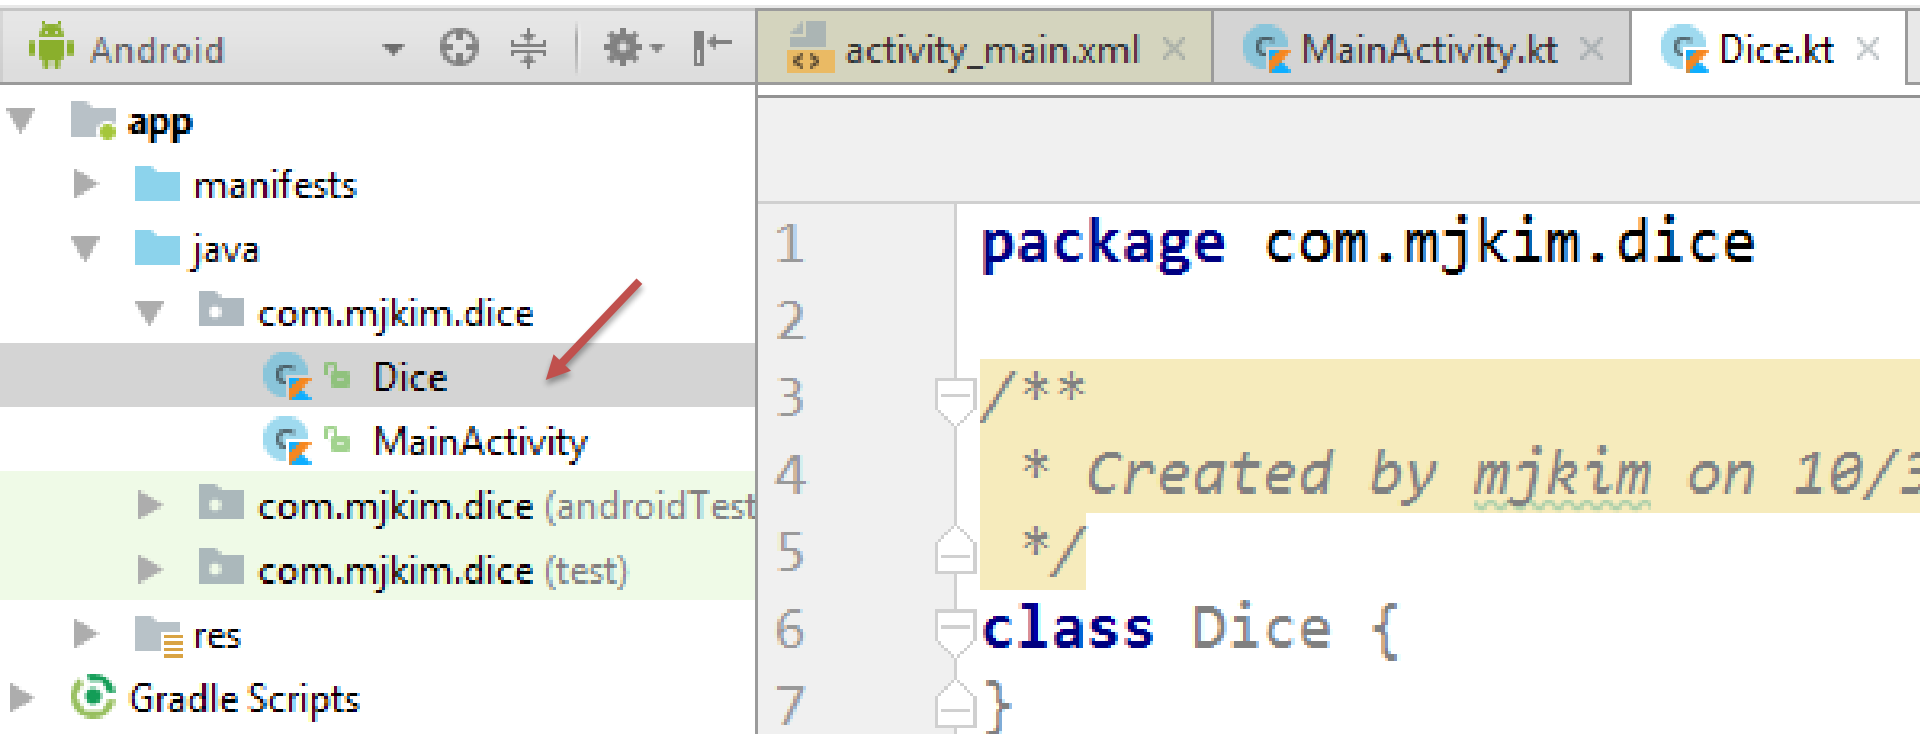 Android
app
manifests
java
com.mjkim.dice
Dice
MainActivity
com.mjkim.dice (androidTest
com.mjkim.dice (test)
res
Gradle Scripts
activity_main.xml
MainActivity.kt
Dice.kt
1 package com.mjkim.dice
2
3 /**
4 * Created by mjkim on 10/3
5 */
6 class Dice {
7 }